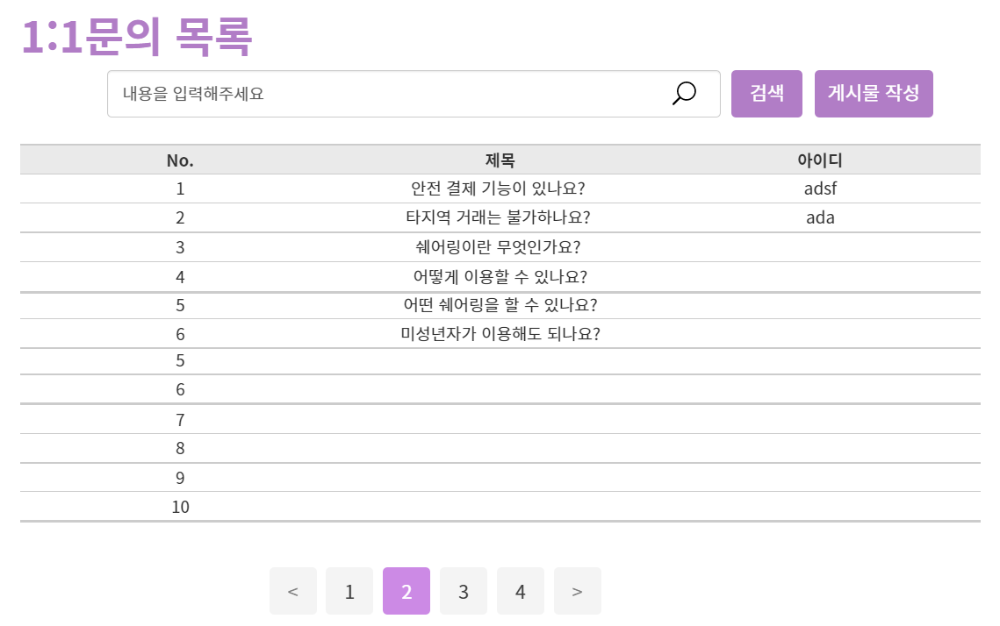 1:1문의 목록
내용을 입력해주세요 검색 게시물 작성
No. 제목 아이디
1 안전 결제 기능이 있나요? adsf
2 타지역 거래는 불가하나요? ada
3 쉐어링이란 무엇인가요?
4 어떻게 이용할 수 있나요?
5 어떤 쉐어링을 할 수 있나요?
6 미성년자가 이용해도 되나요?
5
6
7
8
9
10
< 1 2 3 4 >